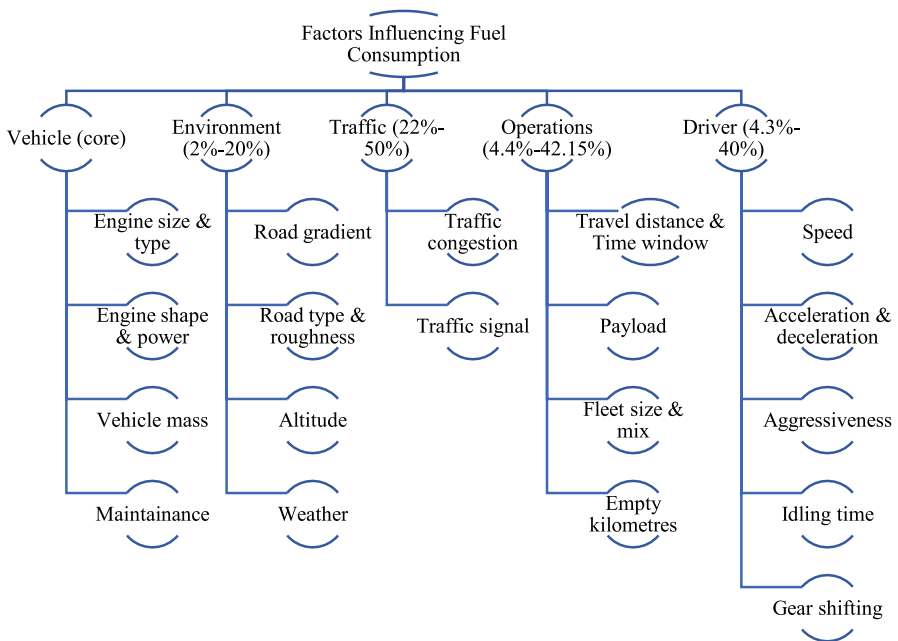 Factors Influencing Fuel
Consumption
Vehicle (core)
Environment
(2%-20%)
Traffic (22%-
50%)
Operations
(4.4%-42.15%)
Driver (4.3%-
40%)
Engine size &
type
Engine shape
& power
Vehicle mass
Maintainance
Road gradient
Road type &
roughness
Altitude
Weather
Traffic
congestion
Traffic signal
Travel distance &
Time window
Payload
Fleet size &
mix
Empty
kilometres
Speed
Acceleration &
deceleration
Aggressiveness
Idling time
Gear shifting